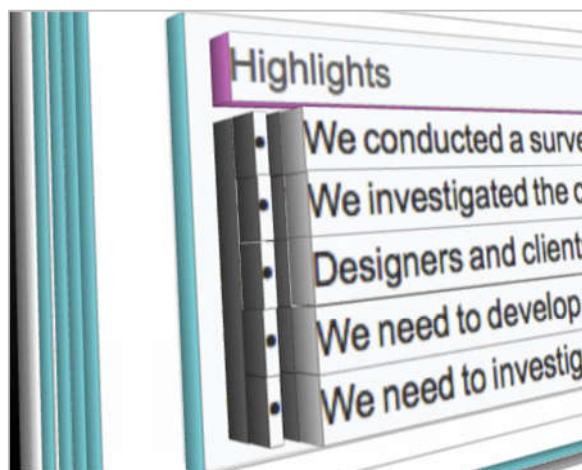 Highlights
• We conducted a surve
• We investigated the
• Designers and client
• We need to develop
• We need to investig